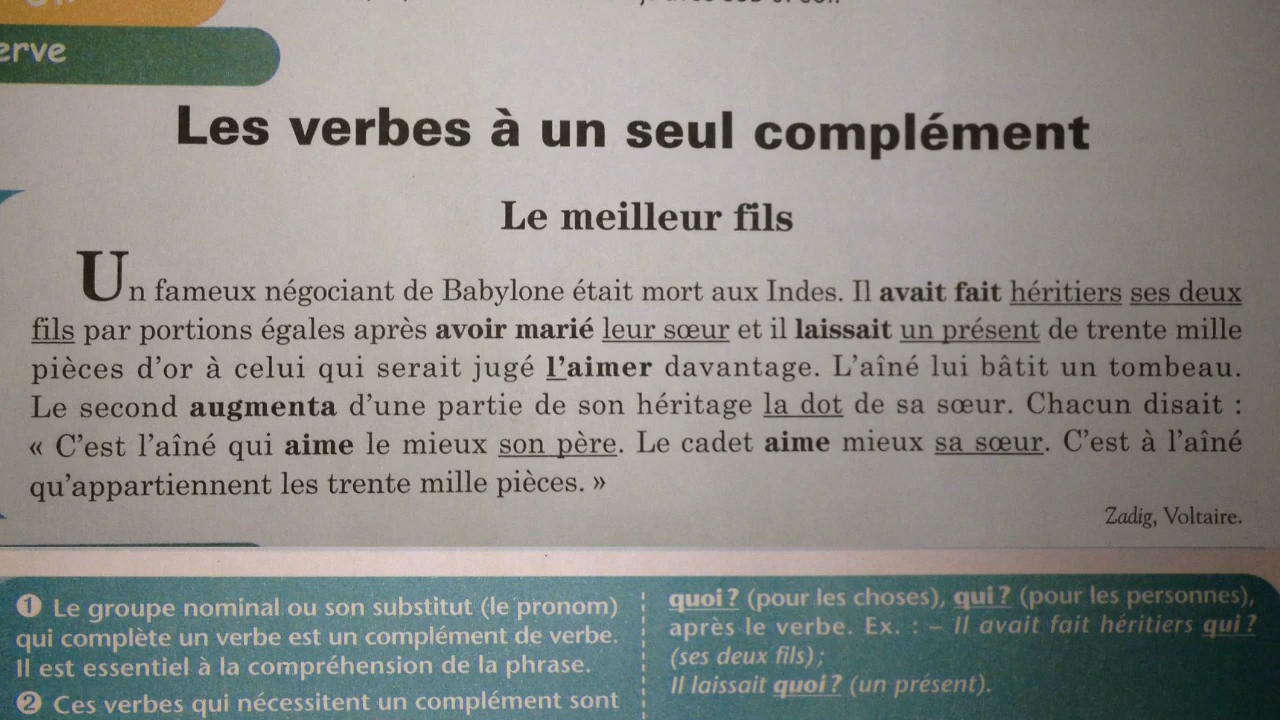 erve
Les verbes à un seul complément
Le meilleur fils
Un fameux négociant de Babylone était mort aux Indes. Il avait fait héritiers ses deux
fils par portions égales après avoir marié leur sœur et il laissait un présent de trente mille
pièces d'or à celui qui serait jugé l'aimer davantage. L'aîné lui bâtit un tombeau.
Le second augmenta d'une partie de son héritage la dot de sa sœur. Chacun disait :
« C'est l'aîné qui aime le mieux son père. Le cadet aime mieux sa sœur. C'est à l'aîné
qu'appartiennent les trente mille pièces. »
Zadig, Voltaire.
1 Le groupe nominal ou son substitut (le pronom)
qui complète un verbe est un complément de verbe.
Il est essentiel à la compréhension de la phrase.
2 Ces verbes qui nécessitent un complément sont
quoi ? (pour les choses), qui ? (pour les personnes),
après le verbe. Ex. : – Il avait fait héritiers qui ?
(ses deux fils) ;
Il laissait quoi ? (un présent).